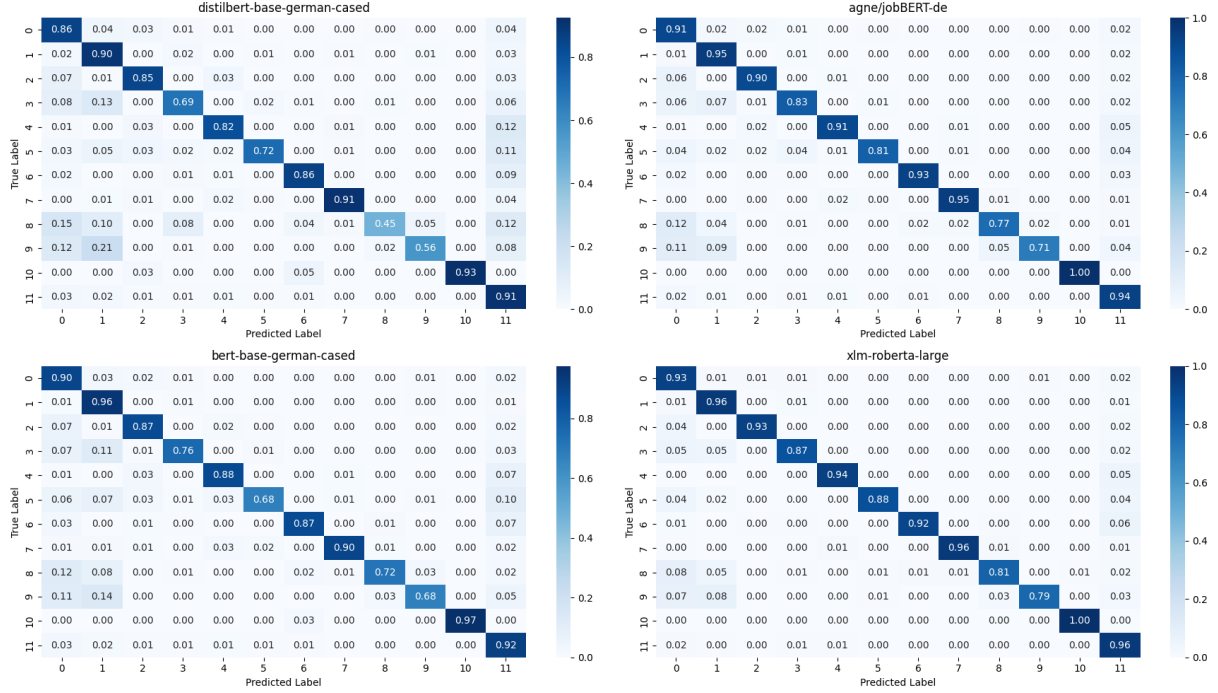 distilbert-base-german-cased
True Label
0 0.86 0.04 0.03 0.01 0.01 0.00 0.00 0.00 0.00 0.00 0.00 0.04
1 0.02 0.90 0.00 0.02 0.00 0.01 0.00 0.00 0.00 0.01 0.00 0.03
2 0.07 0.01 0.85 0.00 0.03 0.00 0.00 0.00 0.00 0.00 0.00 0.03
3 0.08 0.13 0.00 0.69 0.00 0.02 0.01 0.00 0.01 0.00 0.00 0.06
4 0.01 0.00 0.03 0.00 0.82 0.00 0.00 0.01 0.00 0.00 0.00 0.12
5 0.03 0.05 0.03 0.02 0.02 0.72 0.00 0.01 0.00 0.00 0.00 0.11
6 0.02 0.00 0.01 0.00 0.00 0.00 0.86 0.00 0.00 0.00 0.00 0.09
7 0.00 0.01 0.01 0.00 0.02 0.00 0.00 0.91 0.00 0.00 0.00 0.04
8 0.15 0.10 0.00 0.08 0.00 0.00 0.04 0.01 0.45 0.05 0.00 0.12
9 0.12 0.21 0.00 0.01 0.00 0.00 0.00 0.00 0.02 0.56 0.00 0.08
10 0.00 0.00 0.03 0.00 0.00 0.00 0.05 0.00 0.00 0.00 0.93 0.00
11 0.03 0.02 0.01 0.01 0.01 0.00 0.01 0.00 0.00 0.00 0.00 0.91
0 1 2 3 4 5 6 7 8 9 10 11
Predicted Label
0.8
0.6
0.4
0.2
0.0
agne/jobBERT-de
True Label
0 0.91 0.02 0.02 0.01 0.00 0.00 0.00 0.00 0.00 0.01 0.00 0.02
1 0.01 0.95 0.00 0.01 0.00 0.00 0.00 0.00 0.00 0.00 0.00 0.02
2 0.06 0.00 0.90 0.00 0.01 0.00 0.00 0.00 0.00 0.00 0.00 0.02
3 0.06 0.07 0.01 0.83 0.00 0.01 0.00 0.00 0.01 0.00 0.00 0.02
4 0.01 0.00 0.02 0.00 0.91 0.00 0.00 0.01 0.00 0.00 0.00 0.05
5 0.04 0.02 0.02 0.04 0.01 0.81 0.00 0.01 0.00 0.00 0.00 0.04
6 0.02 0.00 0.01 0.00 0.00 0.00 0.93 0.00 0.00 0.00 0.00 0.03
7 0.00 0.00 0.00 0.00 0.02 0.01 0.00 0.95 0.01 0.00 0.00 0.01
8 0.12 0.04 0.00 0.00 0.00 0.00 0.02 0.02 0.77 0.02 0.00 0.01
9 0.11 0.09 0.00 0.00 0.00 0.00 0.00 0.00 0.05 0.71 0.00 0.04
10 0.00 0.00 0.00 0.00 0.00 0.00 0.00 0.00 0.00 0.00 1.00 0.00
11 0.02 0.01 0.01 0.00 0.01 0.00 0.01 0.00 0.00 0.00 0.00 0.94
0 1 2 3 4 5 6 7 8 9 10 11
Predicted Label
1.0
0.8
0.6
0.4
0.2
0.0
bert-base-german-cased
True Label
0 0.90 0.03 0.02 0.01 0.00 0.00 0.00 0.00 0.00 0.01 0.00 0.02
1 0.01 0.96 0.00 0.01 0.00 0.00 0.00 0.00 0.00 0.00 0.00 0.01
2 0.07 0.01 0.87 0.00 0.02 0.00 0.00 0.00 0.00 0.00 0.00 0.02
3 0.07 0.11 0.01 0.76 0.00 0.01 0.00 0.00 0.01 0.00 0.00 0.03
4 0.01 0.00 0.03 0.00 0.88 0.00 0.00 0.01 0.00 0.00 0.00 0.07
5 0.06 0.07 0.03 0.01 0.03 0.68 0.00 0.01 0.00 0.01 0.00 0.10
6 0.03 0.00 0.01 0.00 0.00 0.00 0.87 0.00 0.01 0.00 0.00 0.07
7 0.01 0.01 0.00 0.00 0.03 0.02 0.00 0.90 0.01 0.00 0.00 0.02
8 0.12 0.08 0.00 0.01 0.00 0.00 0.02 0.01 0.72 0.03 0.00 0.02
9 0.11 0.14 0.00 0.00 0.00 0.00 0.00 0.00 0.03 0.68 0.00 0.05
10 0.00 0.00 0.00 0.00 0.00 0.00 0.03 0.00 0.00 0.00 0.97 0.00
11 0.03 0.02 0.01 0.01 0.01 0.00 0.01 0.00 0.00 0.00 0.00 0.92
0 1 2 3 4 5 6 7 8 9 10 11
Predicted Label
0.8
0.6
0.4
0.2
0.0
xlm-roberta-large
True Label
0 0.93 0.01 0.01 0.01 0.00 0.00 0.00 0.00 0.00 0.01 0.00 0.02
1 0.01 0.96 0.00 0.01 0.00 0.00 0.00 0.00 0.00 0.00 0.00 0.01
2 0.04 0.00 0.93 0.00 0.00 0.00 0.00 0.00 0.00 0.00 0.00 0.02
3 0.05 0.05 0.00 0.87 0.00 0.01 0.00 0.00 0.00 0.00 0.00 0.02
4 0.00 0.00 0.01 0.00 0.94 0.00 0.00 0.00 0.00 0.00 0.00 0.05
5 0.04 0.02 0.00 0.01 0.00 0.88 0.00 0.00 0.00 0.00 0.00 0.04
6 0.01 0.00 0.00 0.00 0.00 0.00 0.92 0.00 0.00 0.00 0.00 0.06
7 0.00 0.00 0.00 0.00 0.01 0.01 0.00 0.96 0.01 0.00 0.00 0.01
8 0.08 0.05 0.00 0.01 0.00 0.01 0.01 0.01 0.81 0.00 0.01 0.02
9 0.07 0.08 0.00 0.01 0.00 0.00 0.00 0.00 0.03 0.79 0.00 0.01
10 0.00 0.00 0.00 0.00 0.00 0.00 0.00 0.00 0.00 0.00 1.00 0.00
11 0.02 0.00 0.01 0.00 0.01 0.00 0.00 0.00 0.00 0.00 0.00 0.96
0 1 2 3 4 5 6 7 8 9 10 11
Predicted Label
1.0
0.8
0.6
0.4
0.2
0.0